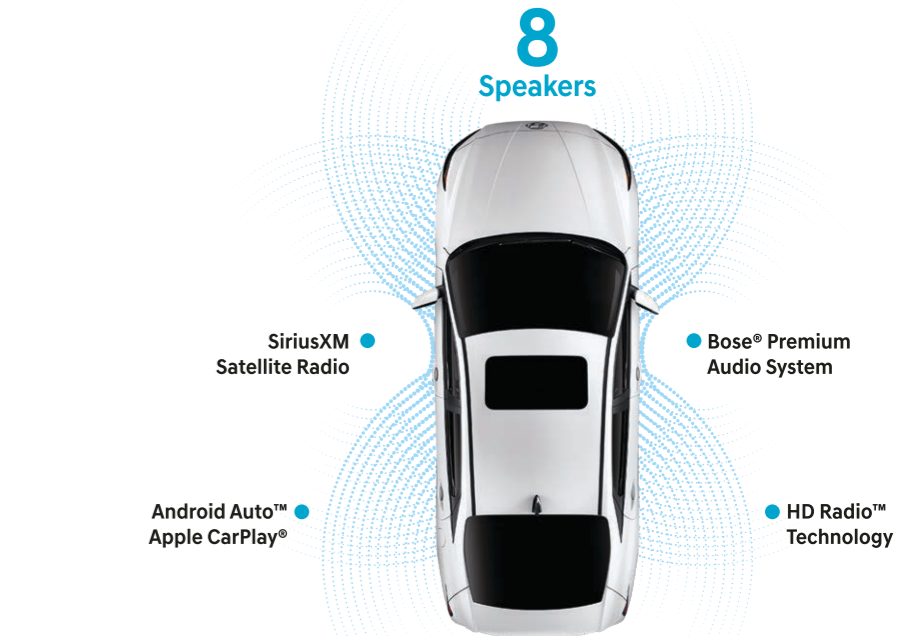 8
Speakers
SiriusXM
Satellite Radio
Bose® Premium
Audio System
Android Auto™
Apple CarPlay®
HD Radio™
Technology